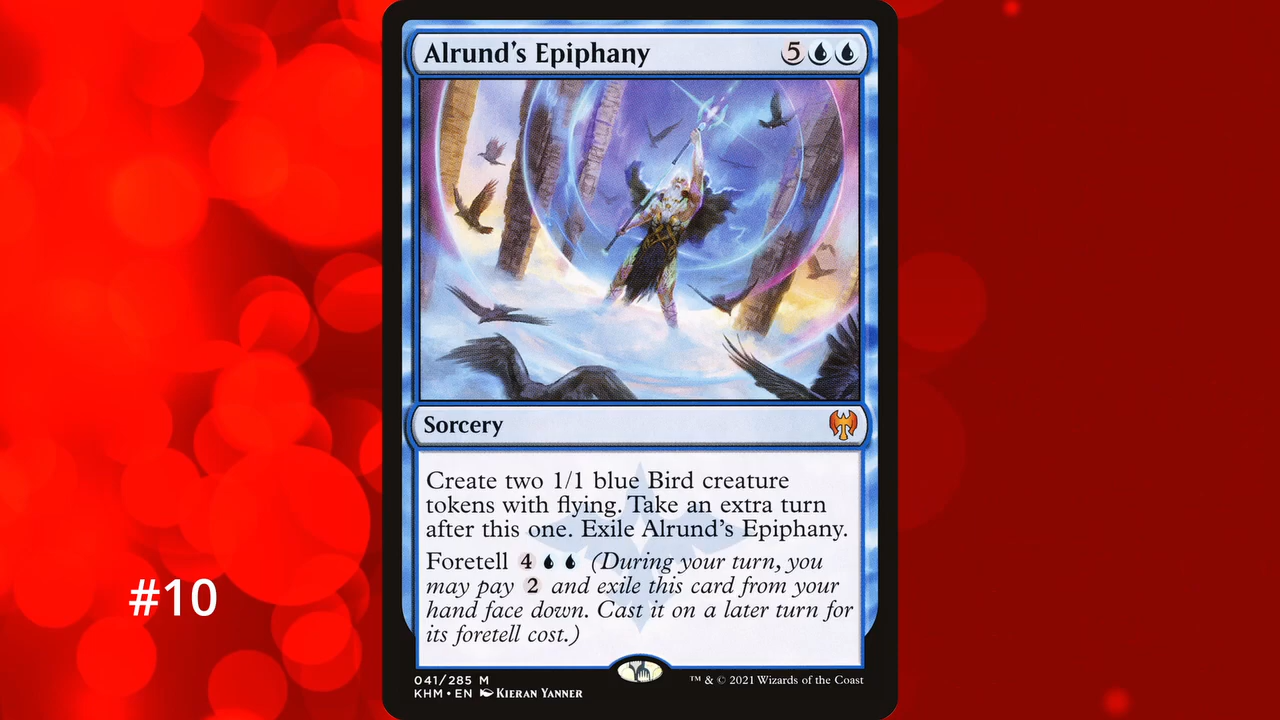 Alrund's Epiphany 5
Sorcery
Create two 1/1 blue Bird creature
tokens with flying. Take an extra turn
after this one. Exile Alrund's Epiphany.
Foretell 4 (During your turn, you
may pay 2 and exile this card from your
hand face down. Cast it on a later turn for
its foretell cost.)
#10
041/285 M
KHM • EN Kieran Yanner
™ & © 2021 Wizards of the Coast